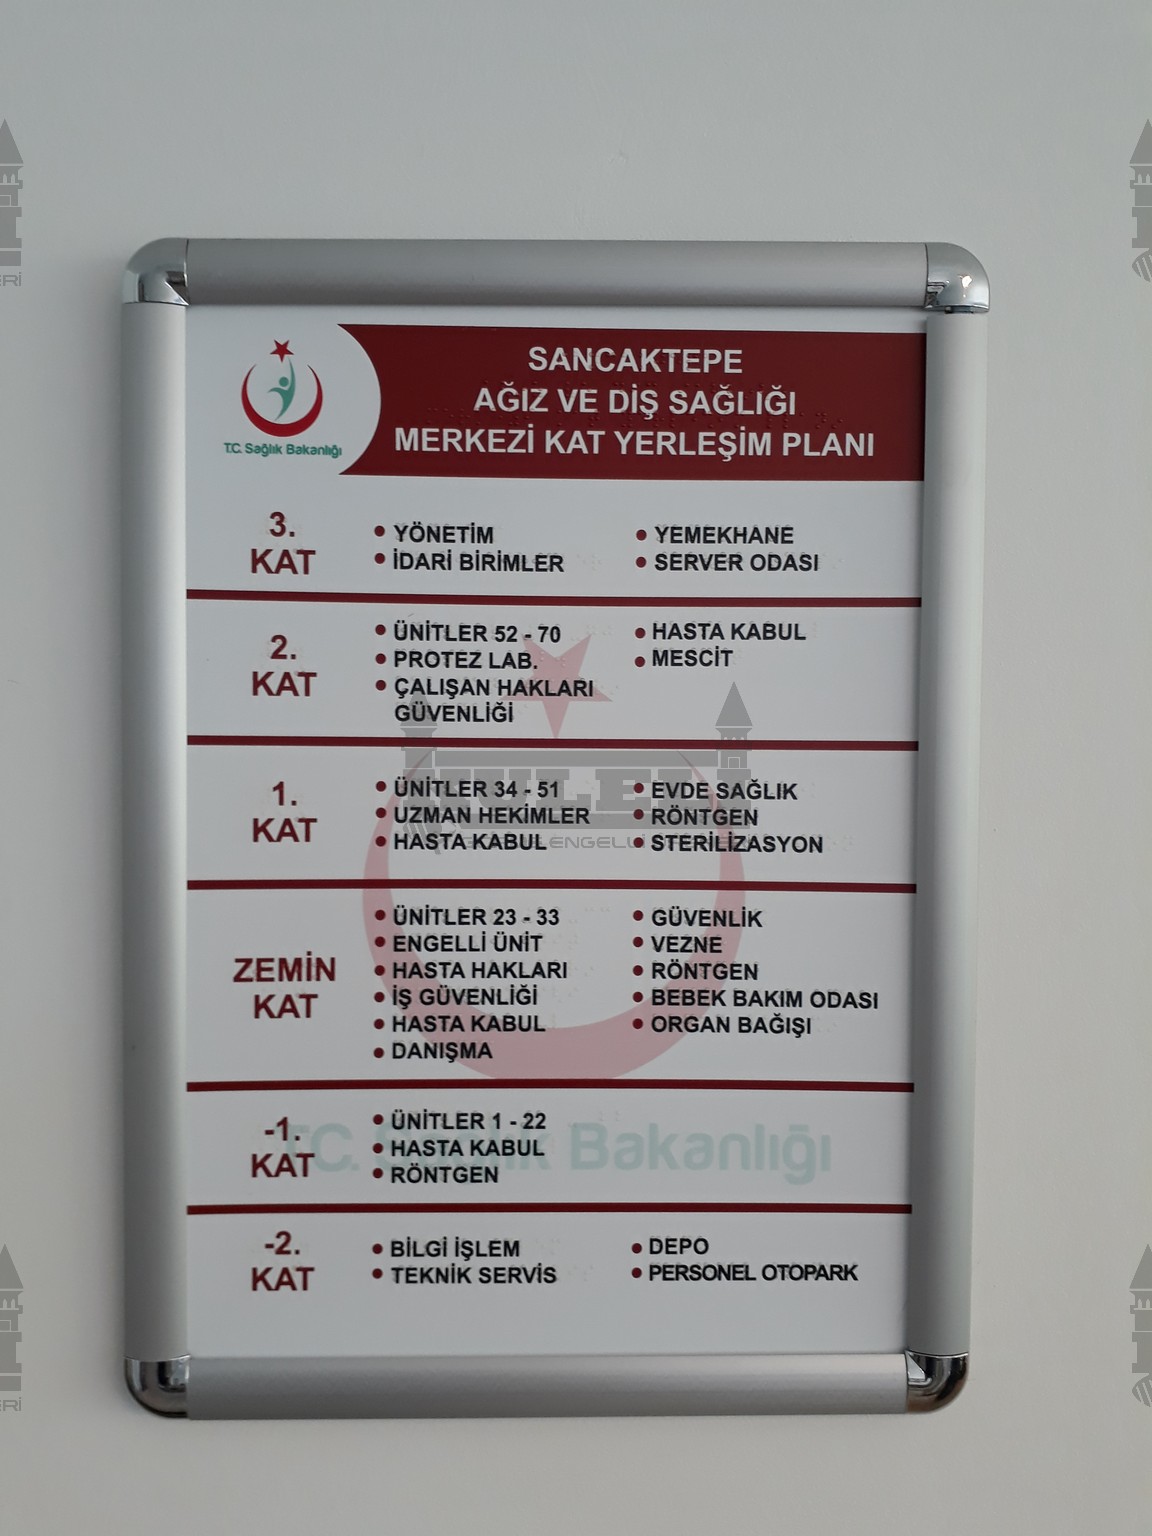 SANCAKTEPE
AĞIZ VE DİŞ SAĞLIĞI
MERKEZİ KAT YERLEŞİM PLANI
T.C. Sağlık Bakanlığı
3.
KAT
YÖNETİM
İDARİ BİRİMLER
YEMEKHANE
SERVER ODASI
2.
KAT
ÜNİTLER 52 - 70
PROTEZ LAB.
ÇALIŞAN HAKLARI
GÜVENLİĞİ
HASTA KABUL
MESCİT
1.
KAT
ÜNİTLER 34 - 51
UZMAN HEKİMLER
HASTA KABUL
EVDE SAĞLIK
RÖNTGEN
STERİLİZASYON
ZEMİN
KAT
ÜNİTLER 23 - 33
ENGELLİ ÜNİT
HASTA HAKLARI
İŞ GÜVENLİĞİ
HASTA KABUL
DANIŞMA
GÜVENLİK
VEZNE
RÖNTGEN
BEBEK BAKIM ODASI
ORGAN BAĞIŞI
-1.
KAT
ÜNİTLER 1 - 22
HASTA KABUL
RÖNTGEN
T.C. Sağlık Bakanlığı
-2.
KAT
BİLGİ İŞLEM
TEKNİK SERVİS
DEPO
PERSONEL OTOPARK